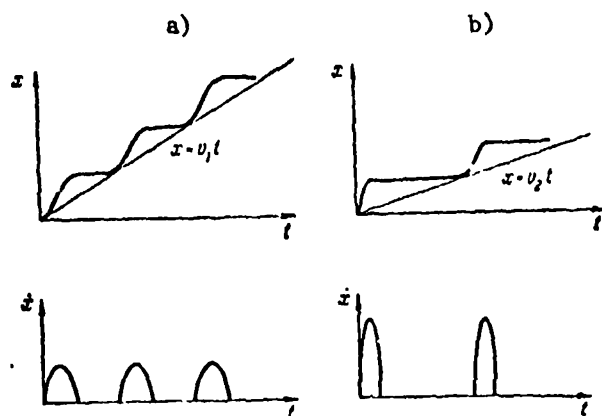 a) b)
x x
x=v₁t x=v₂t
t t
ẋ ẋ
t t